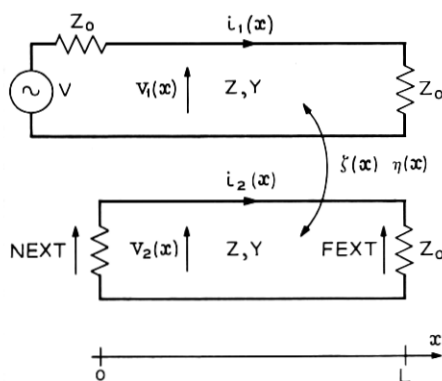 Z₀
i₁(x)
V
v₁(x)
Z,Y
Z₀
ζ(x) η(x)
i₂(x)
NEXT
v₂(x)
Z,Y
FEXT
Z₀
x
0
L